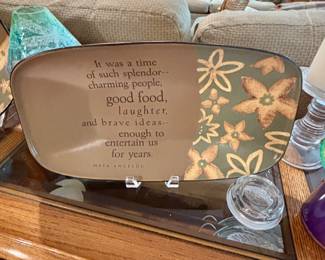 It was a time
of such splendor--
charming people,
good food,
laughter,
and brave ideas--
enough to
entertain us
for years
MAYA ANGELOU